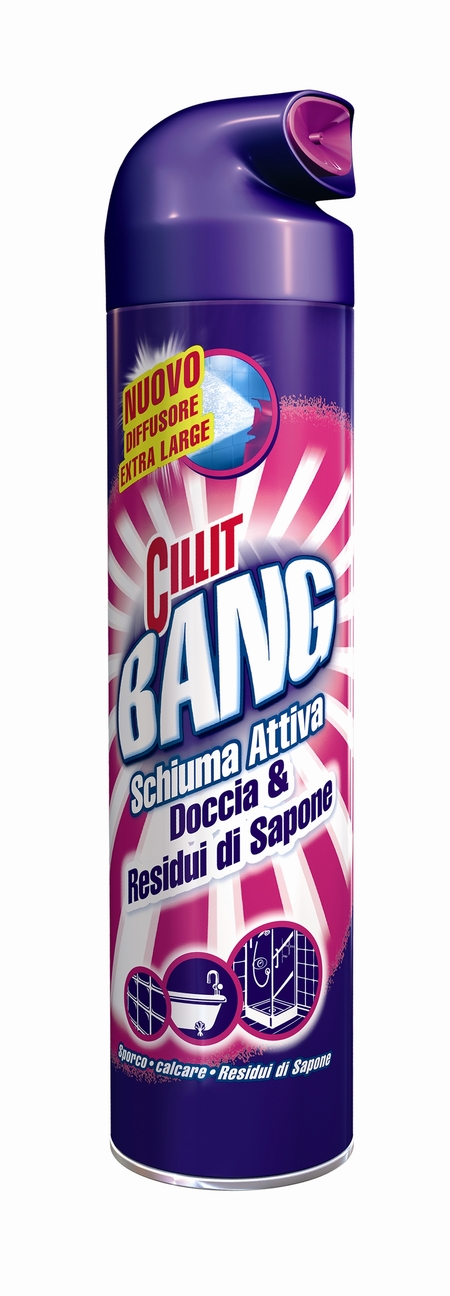 NUOVO
DIFFUSORE
EXTRA LARGE
CILLIT
BANG
Schiuma Attiva
Doccia &
Residui di Sapone
Sporco • calcare • Residui di Sapone